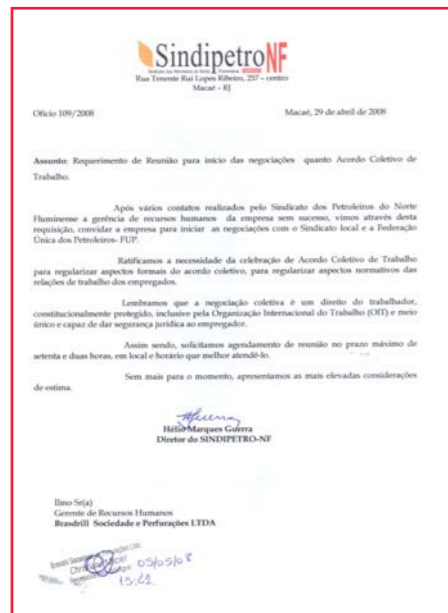 SindipetroNF
Rua Tenente Rui Lopes Ribeiro, 257 – centro
Macaé – RJ
Ofício 109/2008
Macaé, 29 de abril de 2008
Assunto: Requerimento de Reunião para início das negociações quanto Acordo Coletivo de
Trabalho.
Após vários contatos realizados pelo Sindicato dos Petroleiros do Norte
Fluminense a gerência de recursos humanos da empresa sem sucesso, vimos através desta
requisição, convidar a empresa para iniciar as negociações com o Sindicato local e a Federação
Única dos Petroleiros- FUP.
Ratificamos a necessidade da celebração de Acordo Coletivo de Trabalho
para regularizar aspectos formais do acordo coletivo, para regularizar aspectos normativos das
relações de trabalho dos empregados.
Lembramos que a negociação coletiva é um direito do trabalhador,
constitucionalmente protegido, inclusive pela Organização Internacional do Trabalho (OIT) e meio
único e capaz de dar segurança jurídica ao empregador.
Assim sendo, solicitamos agendamento de reunião no prazo máximo de
setenta e duas horas, em local e horário que melhor atendê-lo.
Sem mais para o momento, apresentamos as mais elevadas considerações
de estima.
Hélio Marques Guerra
Diretor do SINDIPETRO-NF
Ilmo Sr(a)
Gerente de Recursos Humanos
Brasdrill Sociedade e Perfurações LTDA
05/05/08